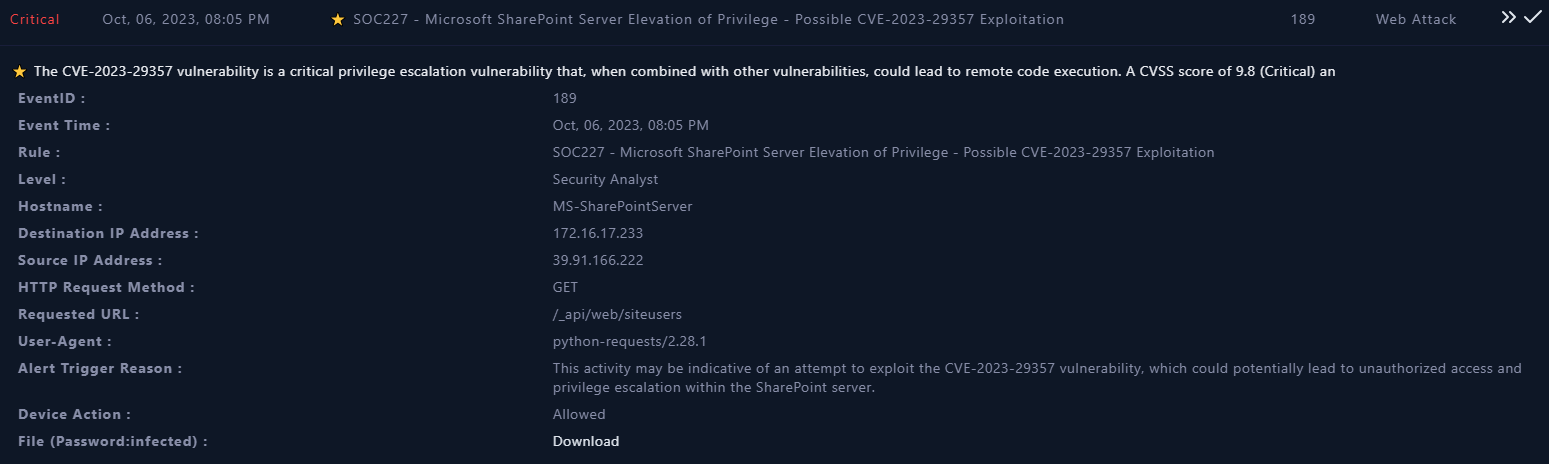 Critical Oct, 06, 2023, 08:05 PM SOC227 - Microsoft SharePoint Server Elevation of Privilege - Possible CVE-2023-29357 Exploitation 189 Web Attack
The CVE-2023-29357 vulnerability is a critical privilege escalation vulnerability that, when combined with other vulnerabilities, could lead to remote code execution. A CVSS score of 9.8 (Critical) an
EventID : 189
Event Time : Oct, 06, 2023, 08:05 PM
Rule : SOC227 - Microsoft SharePoint Server Elevation of Privilege - Possible CVE-2023-29357 Exploitation
Level : Security Analyst
Hostname : MS-SharePointServer
Destination IP Address : 172.16.17.233
Source IP Address : 39.91.166.222
HTTP Request Method : GET
Requested URL : /_api/web/siteusers
User-Agent : python-requests/2.28.1
Alert Trigger Reason : This activity may be indicative of an attempt to exploit the CVE-2023-29357 vulnerability, which could potentially lead to unauthorized access and
privilege escalation within the SharePoint server.
Device Action : Allowed
File (Password:infected) : Download